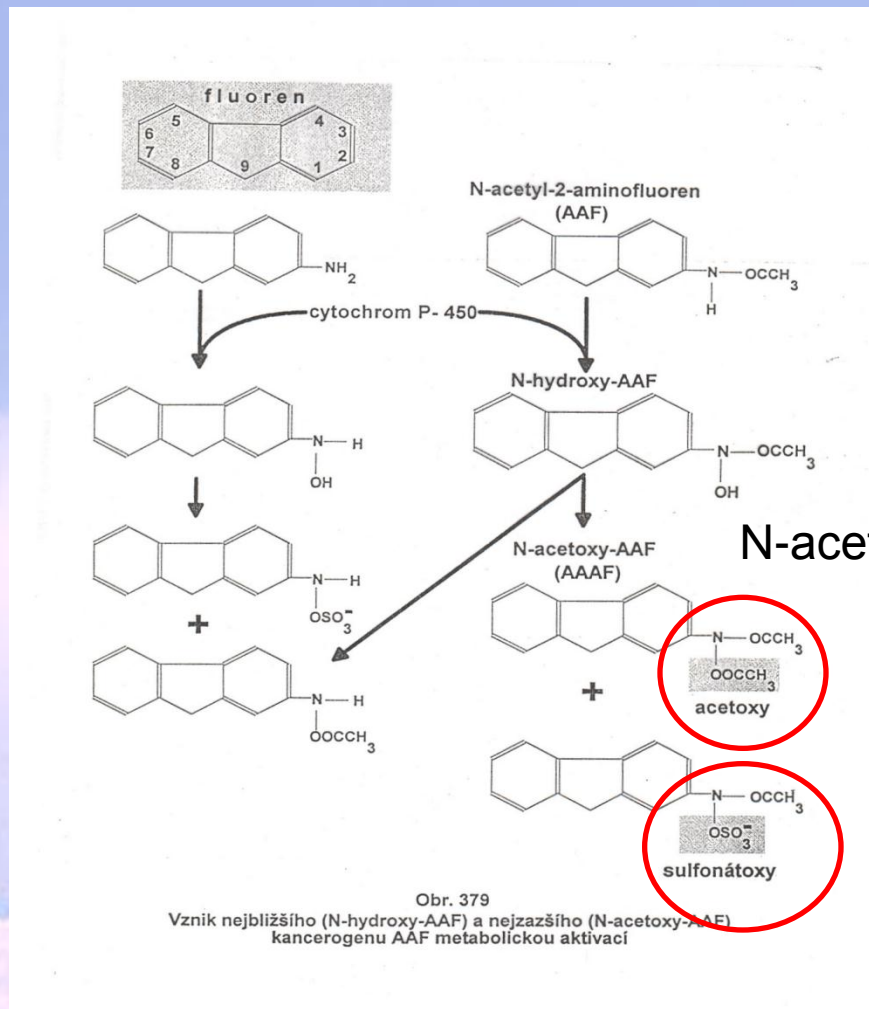 fluoren
5
4
6
3
7
2
8
9
1
N-acetyl-2-aminofluoren
(AAF)
NH2
N—OCCH3
H
cytochrom P- 450
N-hydroxy-AAF
N—H
OH
N—OCCH3
OH
N-acetoxy-AAF
(AAAF)
N-ace
N—H
OSO3-
+
N—OCCH3
OOCCH3
acetoxy
N—H
OOCCH3
+
N—OCCH3
OSO3-
sulfonátoxy
Obr. 379
Vznik nejbližšího (N-hydroxy-AAF) a nejzazšího (N-acetoxy-AAF)
kancerogenu AAF metabolickou aktivací